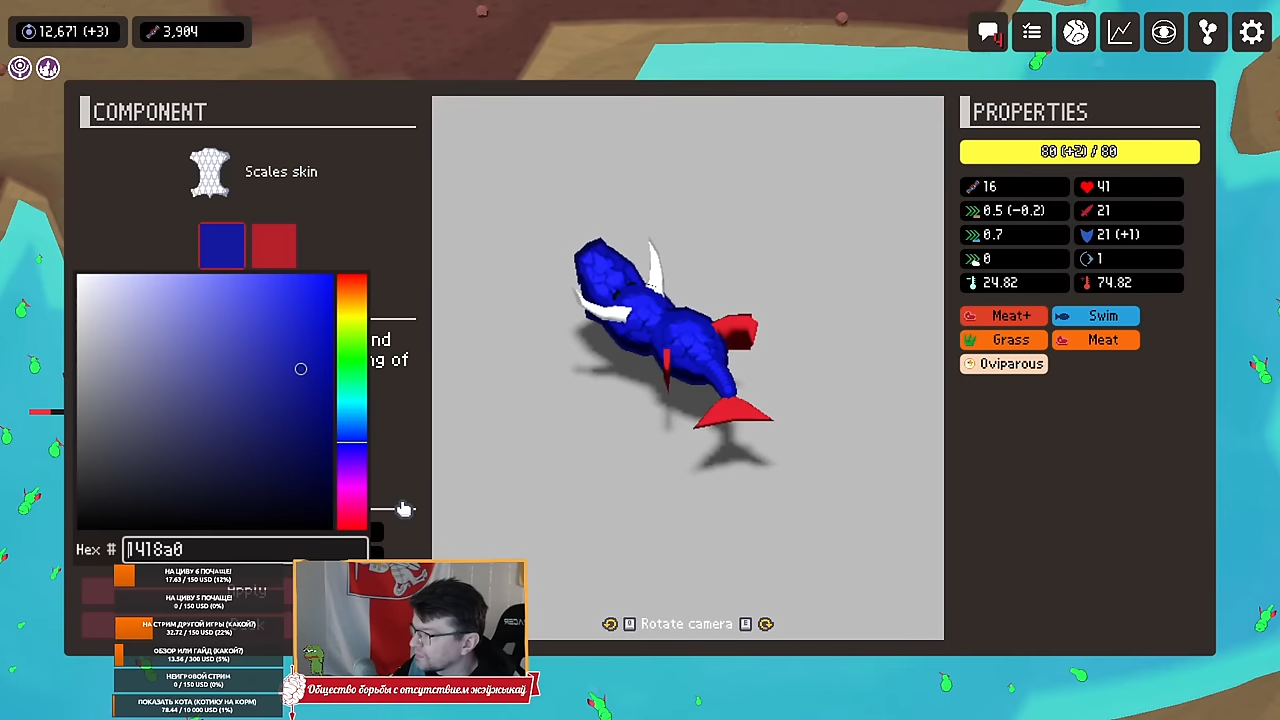 12,671 (+3)
3,904
4
COMPONENT
Scales skin
nd
ng of
Hex #
1418a0
Apply
НА ЦИВУ 6 ПОЧАЩЕ!
17.63 / 150 USD (12%)
НА ЦИВУ 5 ПОЧАЩЕ!
0 / 150 USD (0%)
НА СТРИМ ДРУГОЙ ИГРЫ (КАКОЙ?)
32.72 / 150 USD (22%)
ОБЗОР ИЛИ ГАЙД (КАКОЙ?)
13.56 / 300 USD (5%)
НЕИГРОВОЙ СТРИМ
0 / 150 USD (0%)
ПОКАЗАТЬ КОТА (КОТИКУ НА КОРМ)
78.44 / 10 000 USD (1%)
Общество борьбы с отсутствием жэўжыкаў
Q Rotate camera E
PROPERTIES
80 (+2) / 80
16
41
0.5 (-0.2)
21
0.7
21 (+1)
0
1
24.82
74.82
Meat+
Swim
Grass
Meat
Oviparous